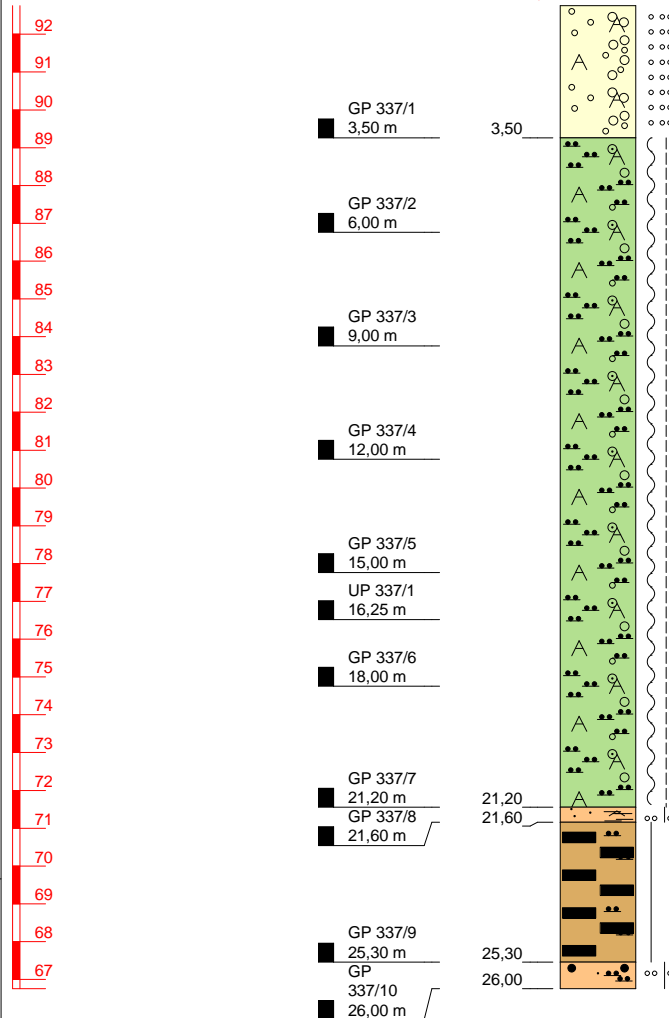 92
91
90
89
88
87
86
85
84
83
82
81
80
79
78
77
76
75
74
73
72
71
70
69
68
67
GP 337/1
3,50 m
GP 337/2
6,00 m
GP 337/3
9,00 m
GP 337/4
12,00 m
GP 337/5
15,00 m
UP 337/1
16,25 m
GP 337/6
18,00 m
GP 337/7
21,20 m
GP 337/8
21,60 m
GP 337/9
25,30 m
GP
337/10
26,00 m
3,50
21,20
21,60
25,30
26,00